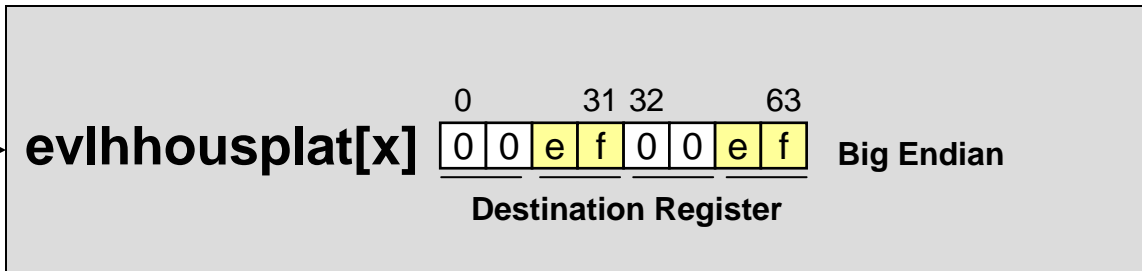 0 31 32 63
evlhhousplat[x] 0 0 e f 0 0 e f Big Endian
Destination Register